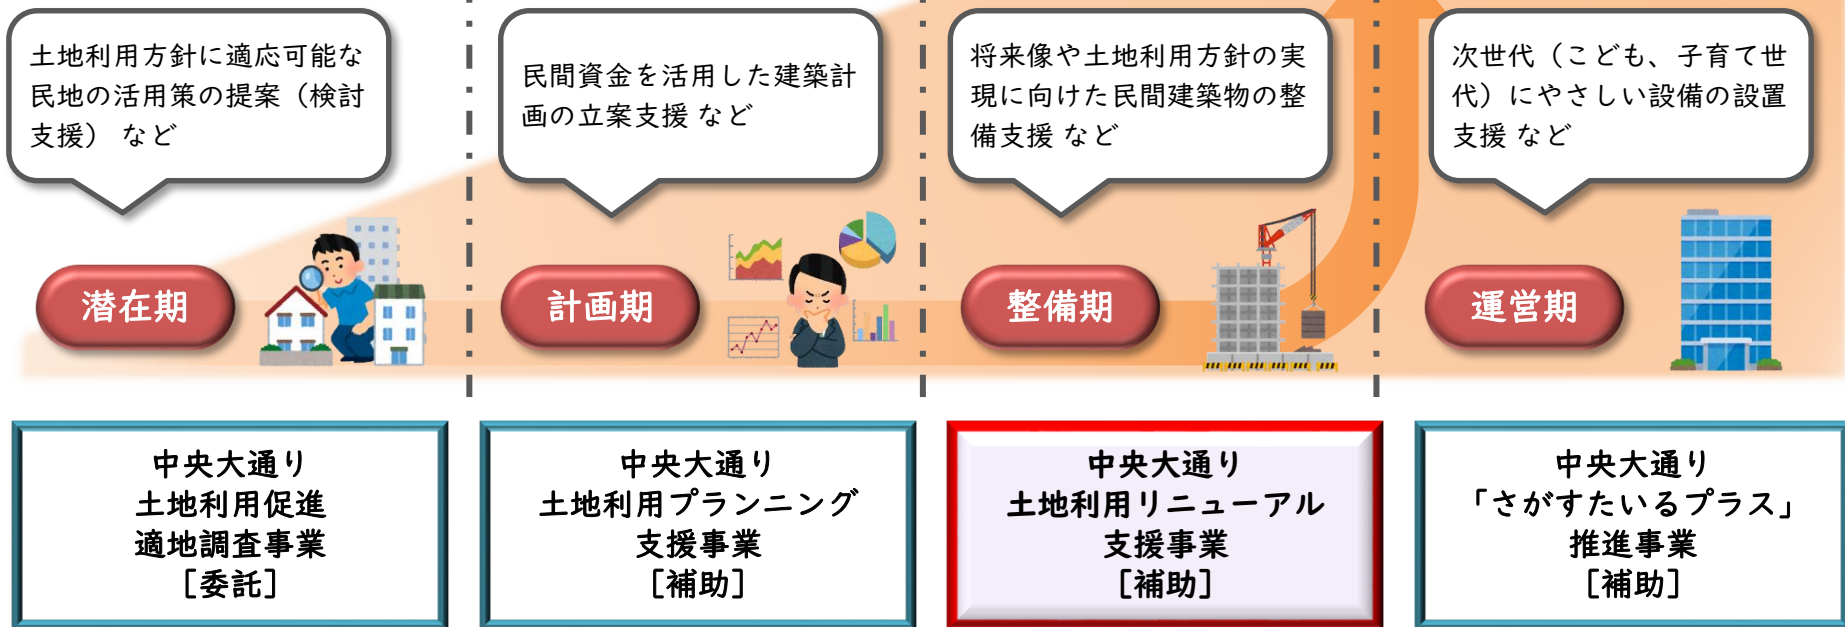 土地利用方針に適応可能な
民地の活用策の提案（検討
支援） など
民間資金を活用した建築計
画の立案支援 など
将来像や土地利用方針の実
現に向けた民間建築物の整
備支援 など
次世代（こども、子育て世
代）にやさしい設備の設置
支援 など
潜在期
計画期
整備期
運営期
中央大通り
土地利用促進
適地調査事業
［委託］
中央大通り
土地利用プランニング
支援事業
［補助］
中央大通り
土地利用リニューアル
支援事業
［補助］
中央大通り
「さがすたいるプラス」
推進事業
［補助］